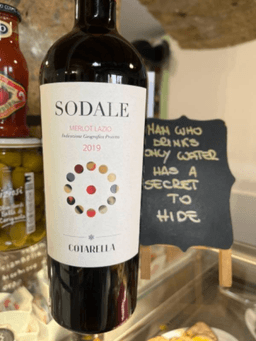 SODALE
MERLOT LAZIO
Indicazione Geografica Protetta
2019
COTARELLA
MAN WHO
DRINKS
ONLY WATER
HAS A
SECRET
TO
HIDE